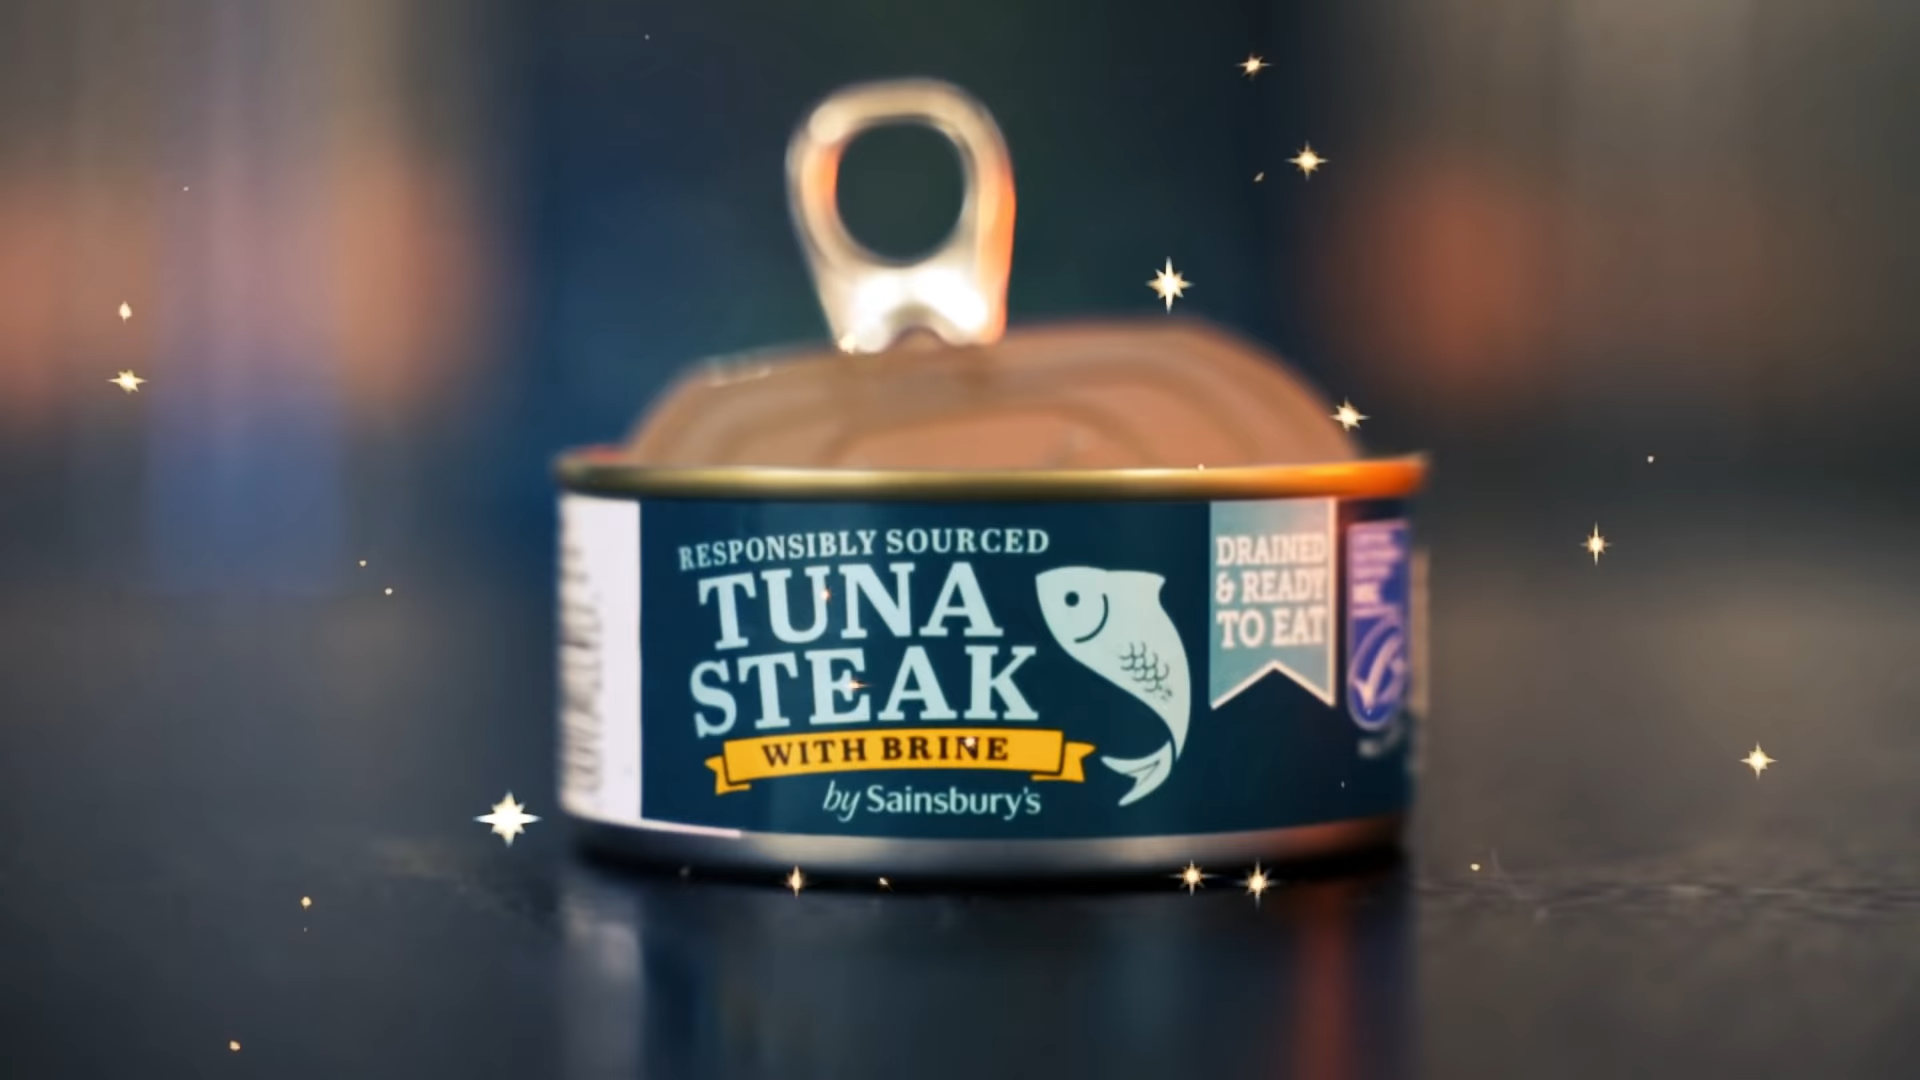 RESPONSIBLY SOURCED
TUNA
STEAK
WITH BRINE
by Sainsbury's
DRAINED
& READY
TO EAT